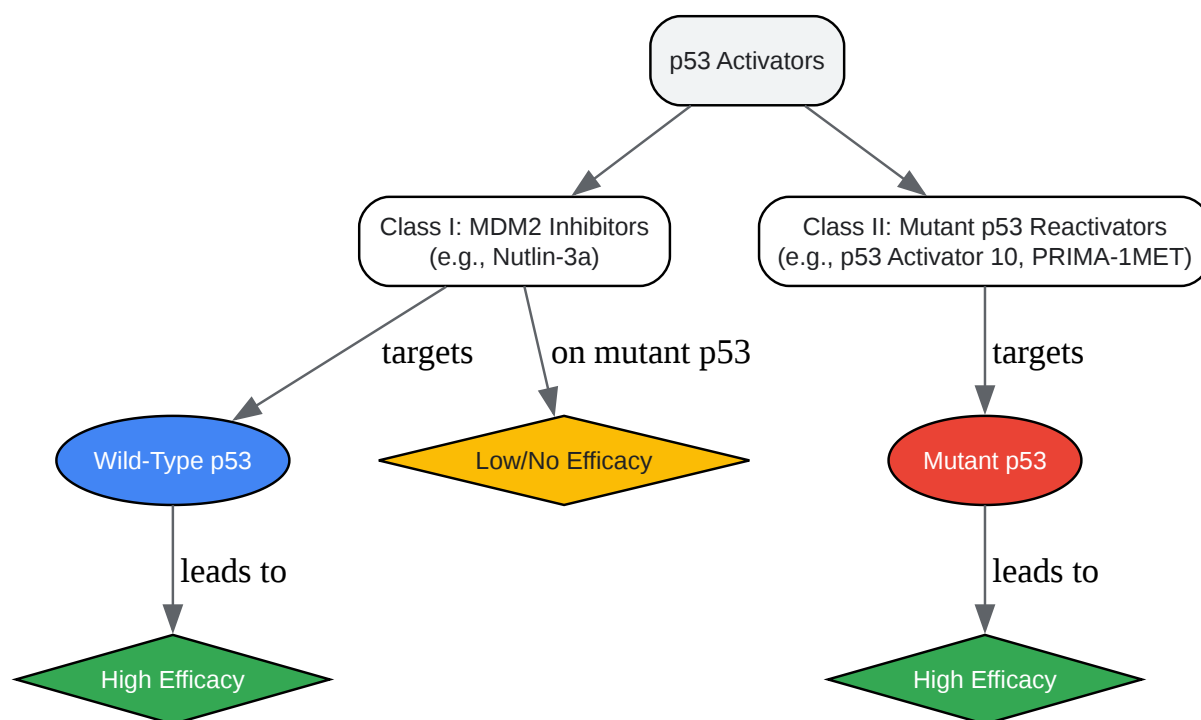 p53 Activators
Class I: MDM2 Inhibitors
(e.g., Nutlin-3a)
Class II: Mutant p53 Reactivators
(e.g., p53 Activator 10, PRIMA-1MET)
targets
on mutant p53
targets
Wild-Type p53
Low/No Efficacy
Mutant p53
leads to
leads to
High Efficacy
High Efficacy